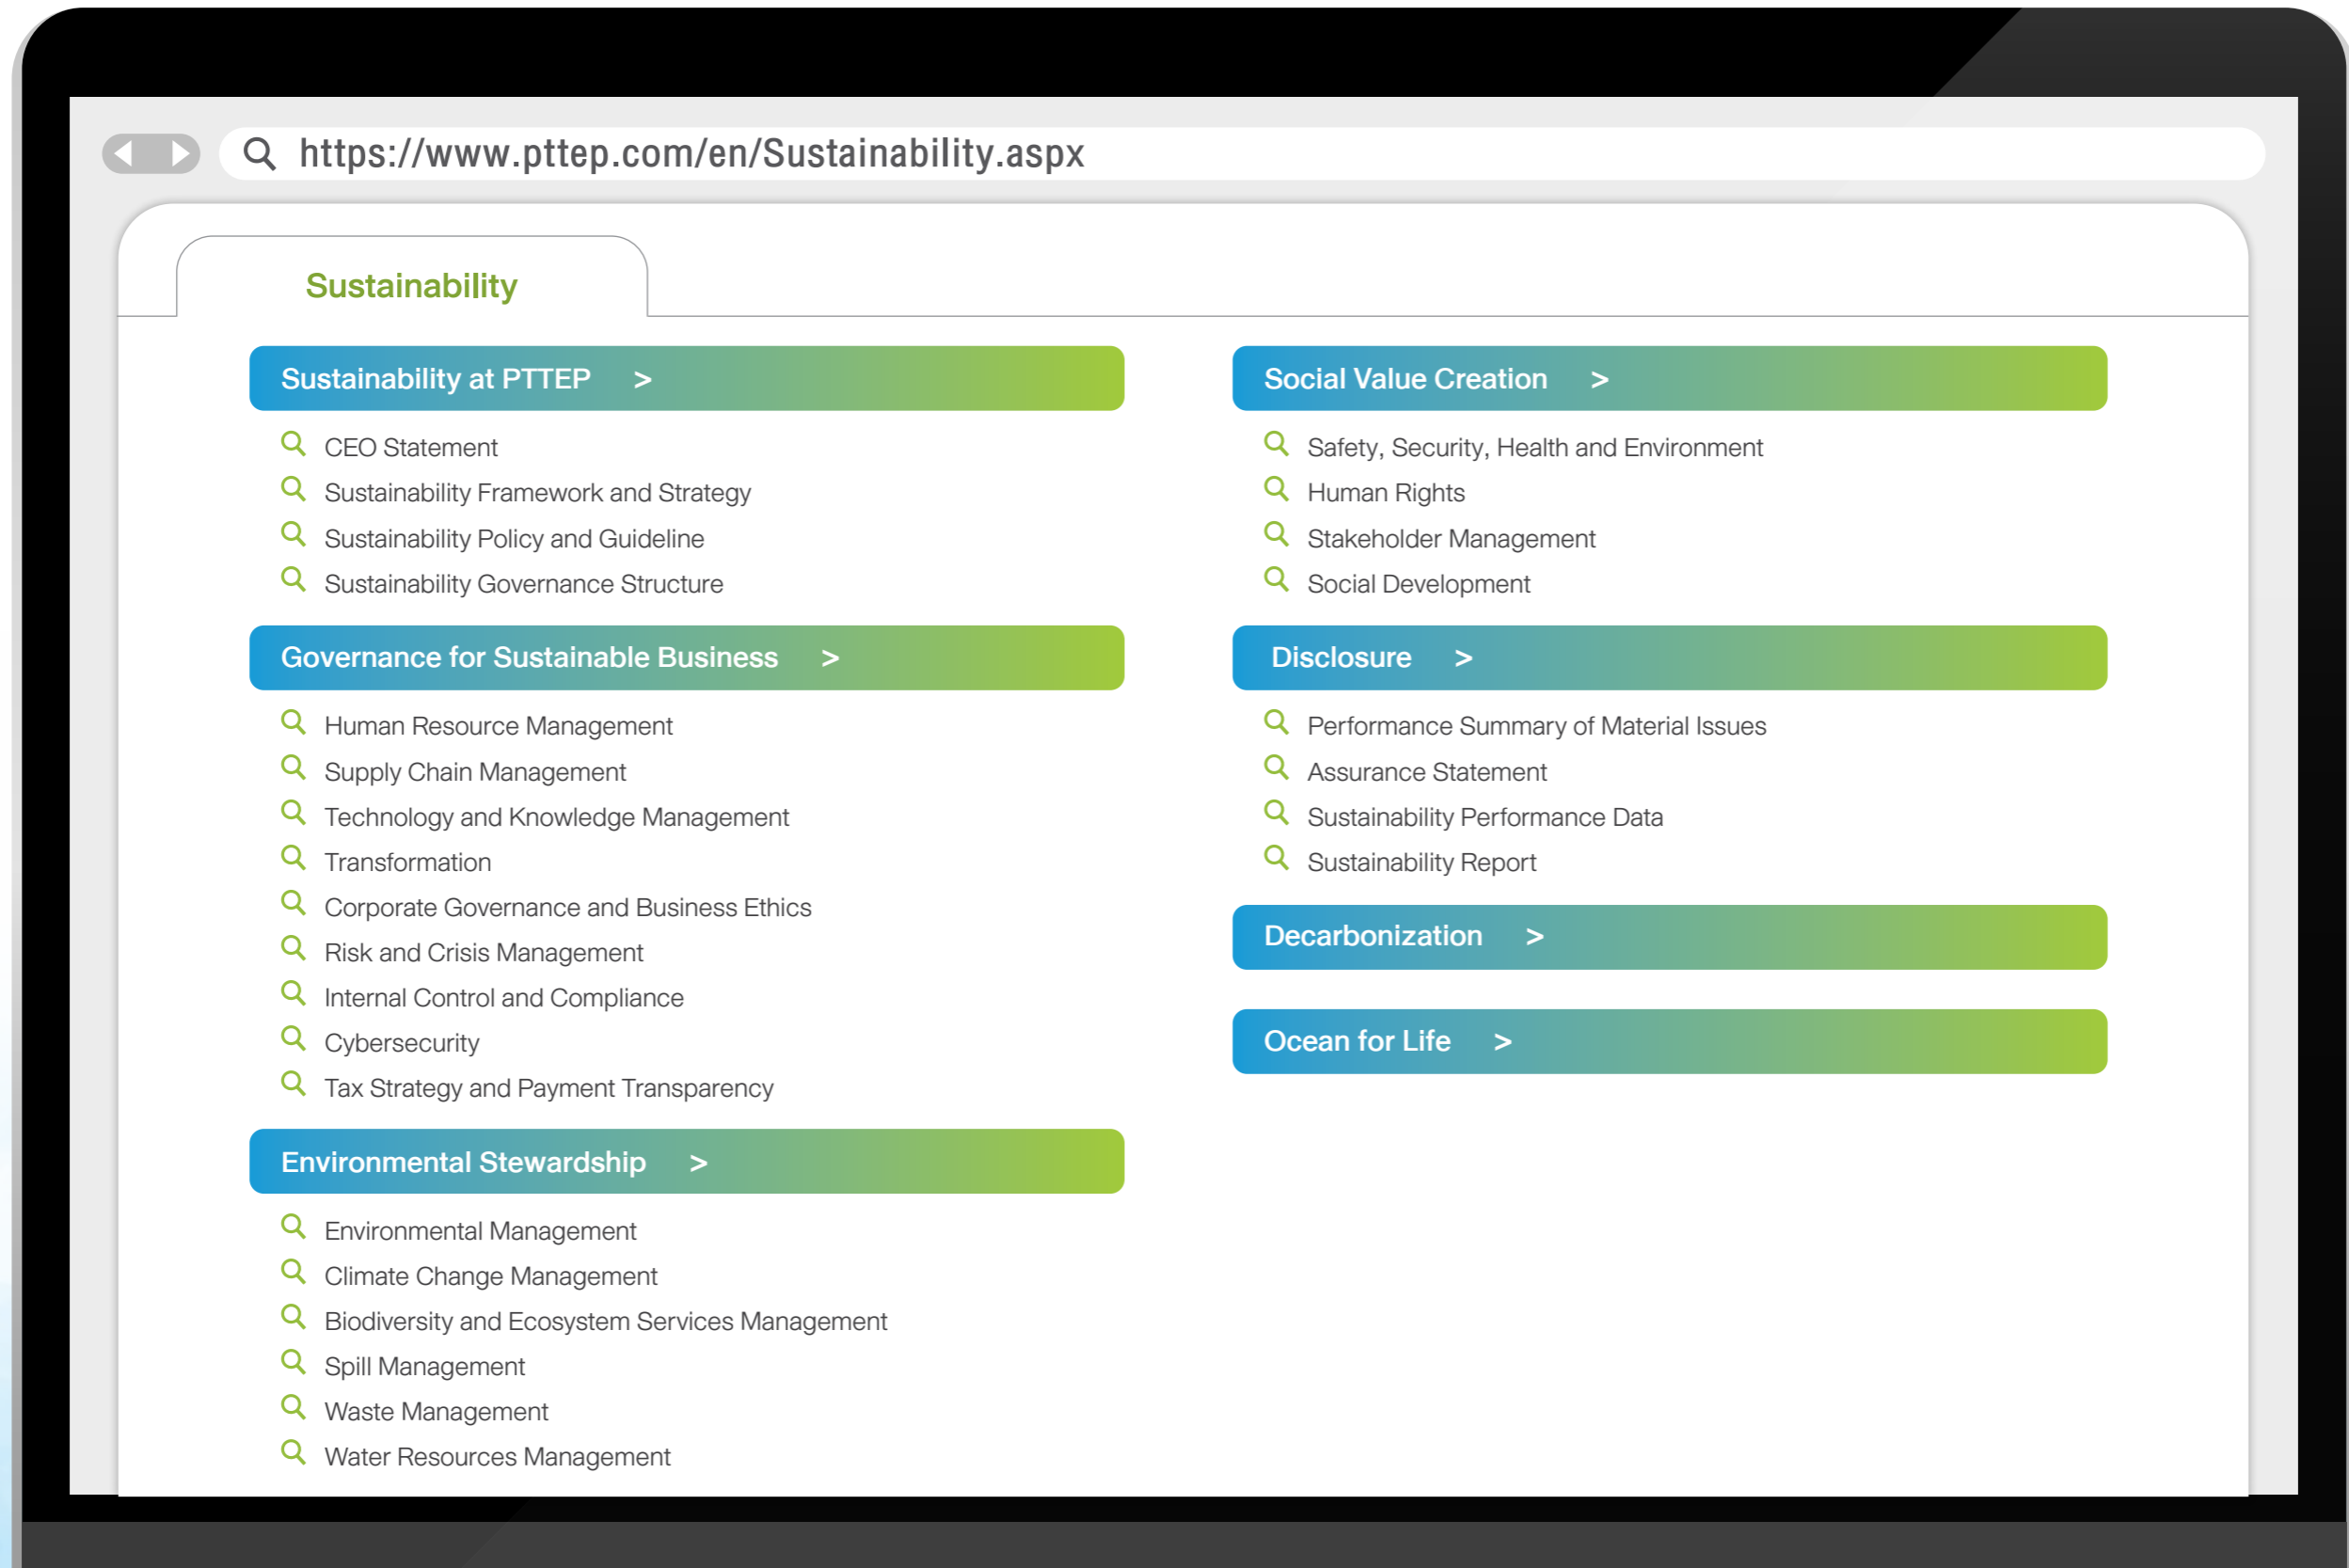 https://www.pttep.com/en/Sustainability.aspx
Sustainability
Sustainability at PTTEP >
CEO Statement
Sustainability Framework and Strategy
Sustainability Policy and Guideline
Sustainability Governance Structure
Governance for Sustainable Business >
Human Resource Management
Supply Chain Management
Technology and Knowledge Management
Transformation
Corporate Governance and Business Ethics
Risk and Crisis Management
Internal Control and Compliance
Cybersecurity
Tax Strategy and Payment Transparency
Environmental Stewardship >
Environmental Management
Climate Change Management
Biodiversity and Ecosystem Services Management
Spill Management
Waste Management
Water Resources Management
Social Value Creation >
Safety, Security, Health and Environment
Human Rights
Stakeholder Management
Social Development
Disclosure >
Performance Summary of Material Issues
Assurance Statement
Sustainability Performance Data
Sustainability Report
Decarbonization >
Ocean for Life >